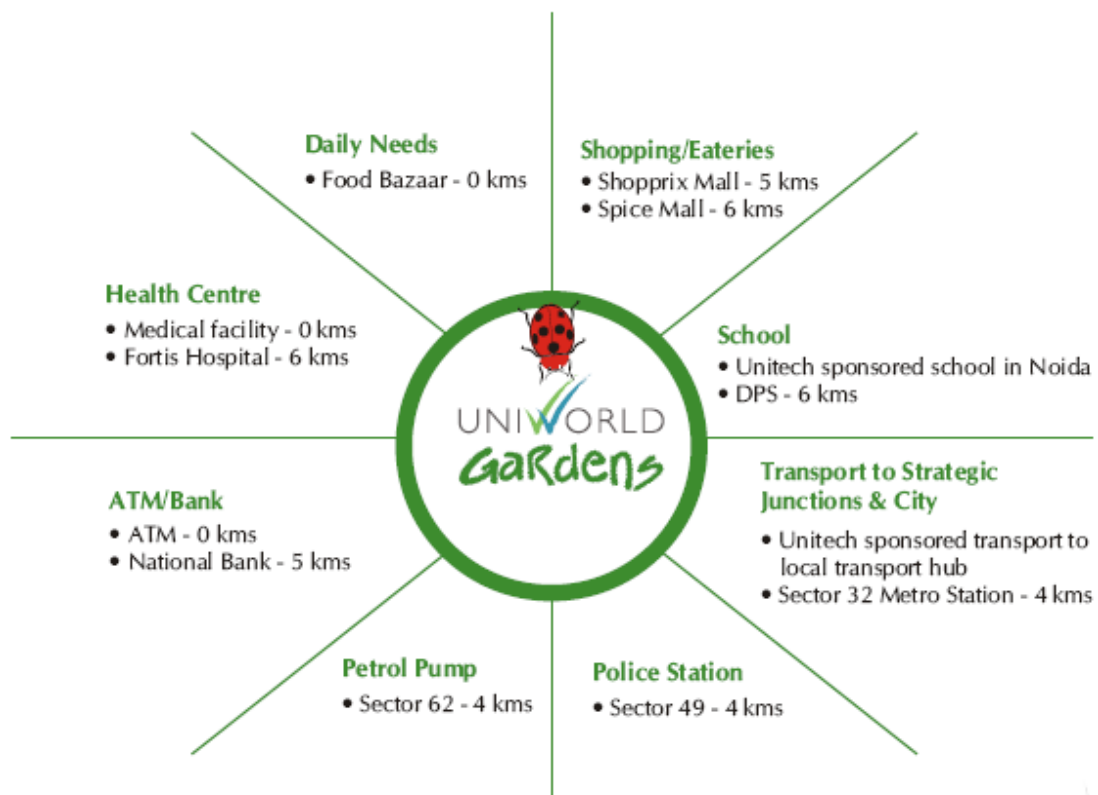 Daily Needs
• Food Bazaar - 0 kms
Shopping/Eateries
• Shopprix Mall - 5 kms
• Spice Mall - 6 kms
Health Centre
• Medical facility - 0 kms
• Fortis Hospital - 6 kms
School
• Unitech sponsored school in Noida
• DPS - 6 kms
UNIWORLD
GaRdens
ATM/Bank
• ATM - 0 kms
• National Bank - 5 kms
Transport to Strategic
Junctions & City
• Unitech sponsored transport to
local transport hub
• Sector 32 Metro Station - 4 kms
Petrol Pump
• Sector 62 - 4 kms
Police Station
• Sector 49 - 4 kms